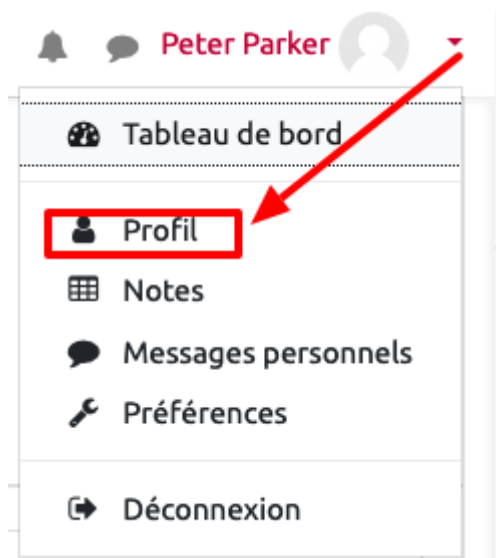 Peter Parker
Tableau de bord
Profil
Notes
Messages personnels
Préférences
Déconnexion